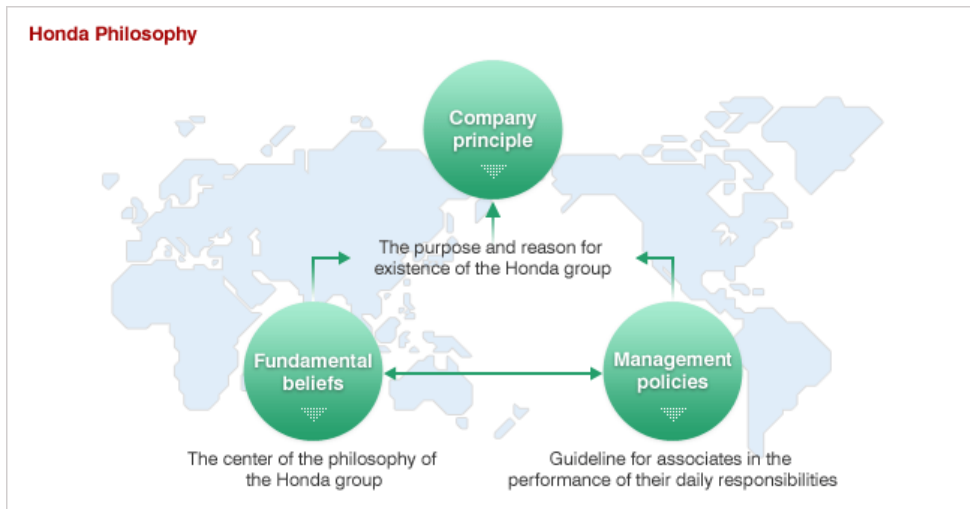 Honda Philosophy
Company
principle
The purpose and reason for
existence of the Honda group
Fundamental
beliefs
Management
policies
The center of the philosophy of
the Honda group
Guideline for associates in the
performance of their daily responsibilities